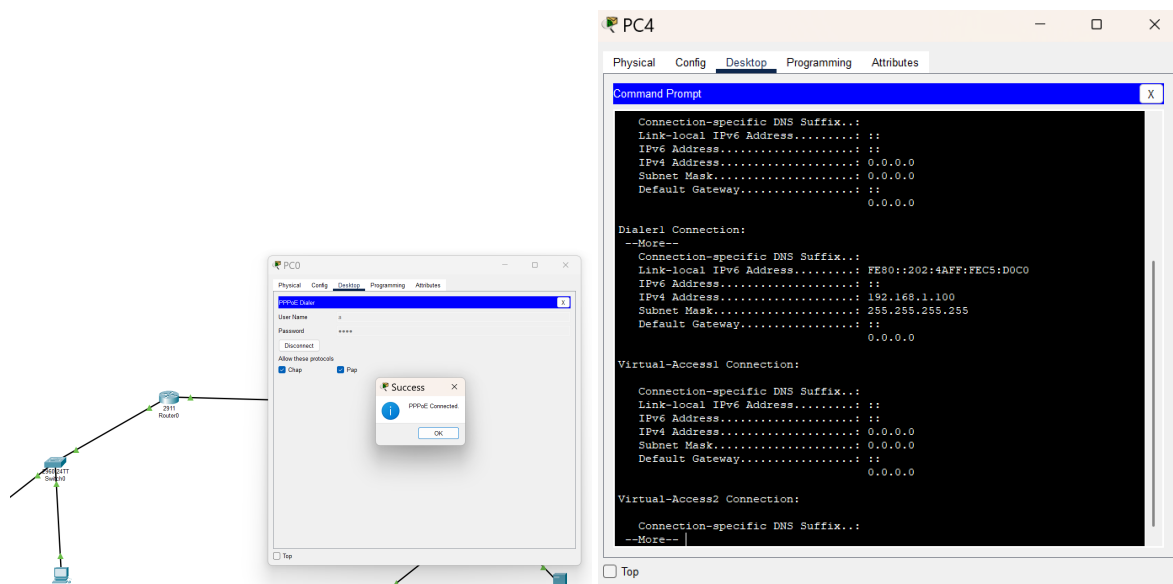 2911
Router0
2960-24TT
Switch0
PC0
Physical Config Desktop Programming Attributes
PPPoE Dialer
X
User Name
a
Password
****
Disconnect
Allow these protocols
Chap
Pap
Success
PPPoE Connected.
OK
Top
PC4
Physical Config Desktop Programming Attributes
Command Prompt
X
Connection-specific DNS Suffix..:
Link-local IPv6 Address.........: ::
IPv6 Address....................: ::
IPv4 Address....................: 0.0.0.0
Subnet Mask.....................: 0.0.0.0
Default Gateway.................: ::
0.0.0.0
Dialer1 Connection:
--More--
Connection-specific DNS Suffix..:
Link-local IPv6 Address.........: FE80::202:4AFF:FEC5:D0C0
IPv6 Address....................: ::
IPv4 Address....................: 192.168.1.100
Subnet Mask.....................: 255.255.255.255
Default Gateway.................: ::
0.0.0.0
Virtual-Access1 Connection:
Connection-specific DNS Suffix..:
Link-local IPv6 Address.........: ::
IPv6 Address....................: ::
IPv4 Address....................: 0.0.0.0
Subnet Mask.....................: 0.0.0.0
Default Gateway.................: ::
0.0.0.0
Virtual-Access2 Connection:
Connection-specific DNS Suffix..:
--More--
Top